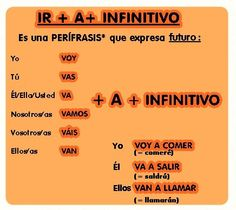 IR + A+ INFINITIVO
Es una PERÍFRASIS* que expresa futuro:
Yo VOY
Tú VAS
Él/Ella/Usted VA
Nosotros/as VAMOS
Vosotros/as VÁIS
Ellos/as VAN
+ A + INFINITIVO
Yo VOY A COMER
(= comeré)
Él VA A SALIR
(= saldrá)
Ellos VAN A LLAMAR
(= llamarán)